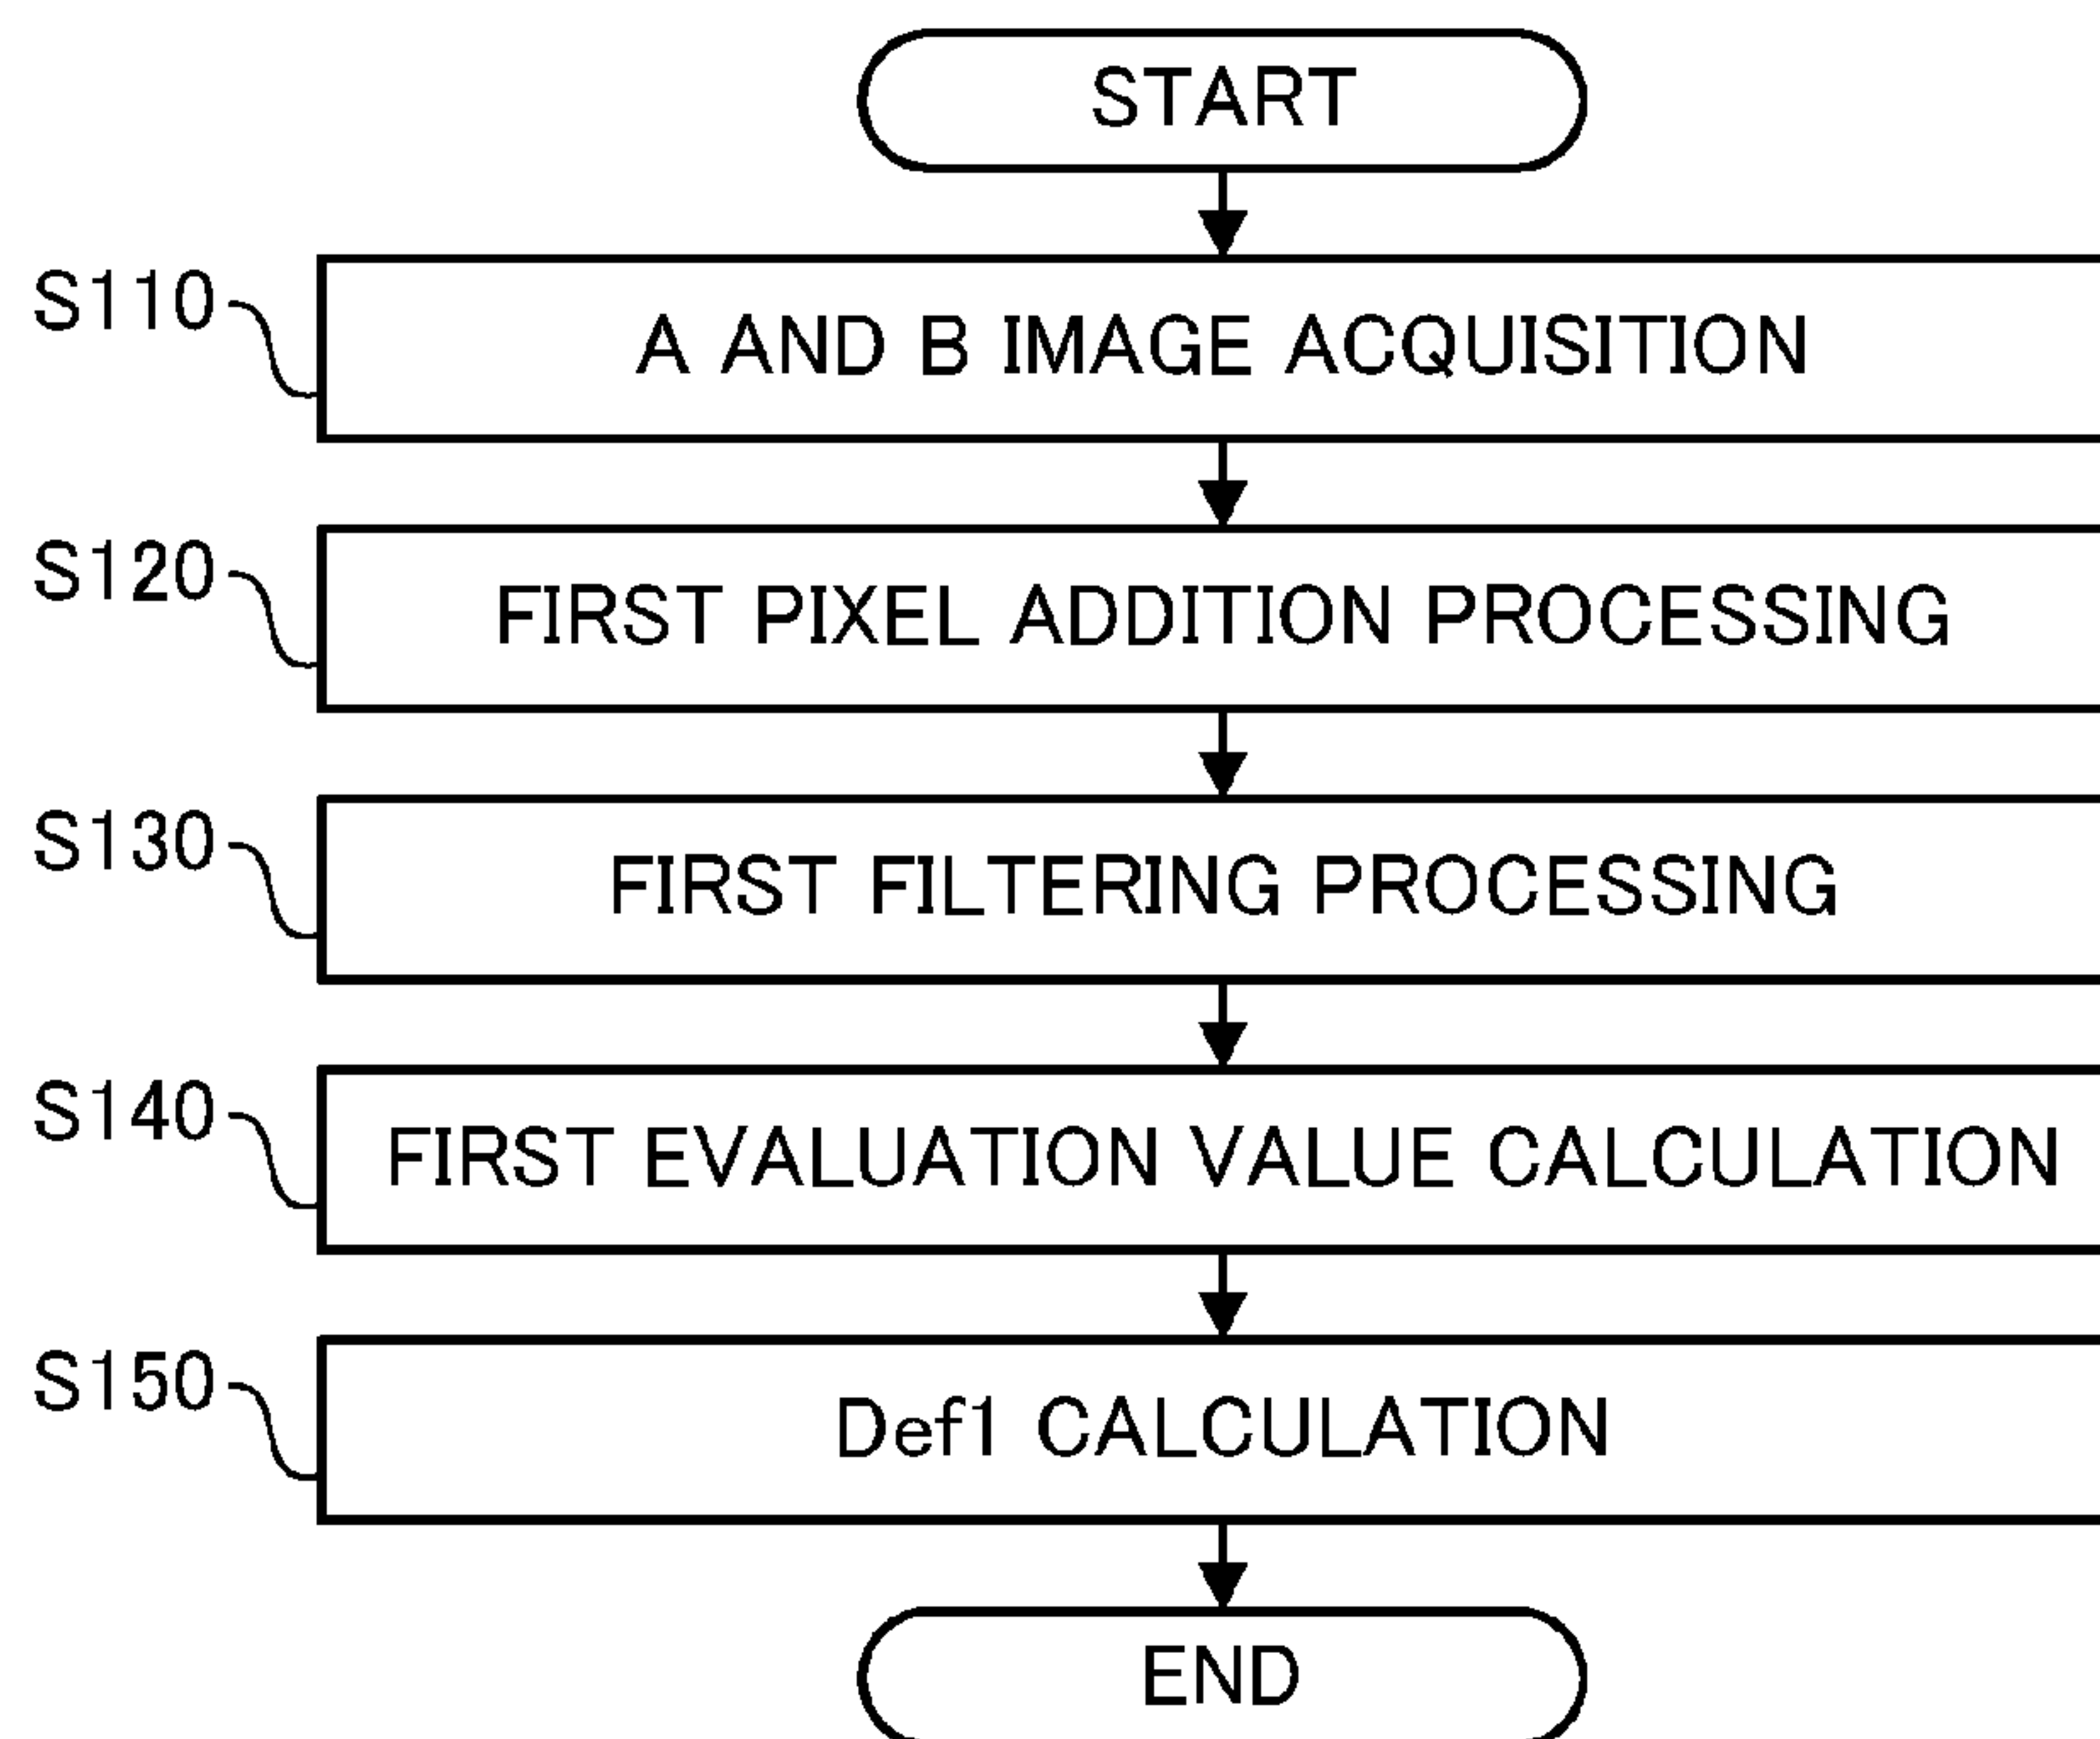 START
S110
A AND B IMAGE ACQUISITION
S120
FIRST PIXEL ADDITION PROCESSING
S130
FIRST FILTERING PROCESSING
S140
FIRST EVALUATION VALUE CALCULATION
S150
Def1 CALCULATION
END